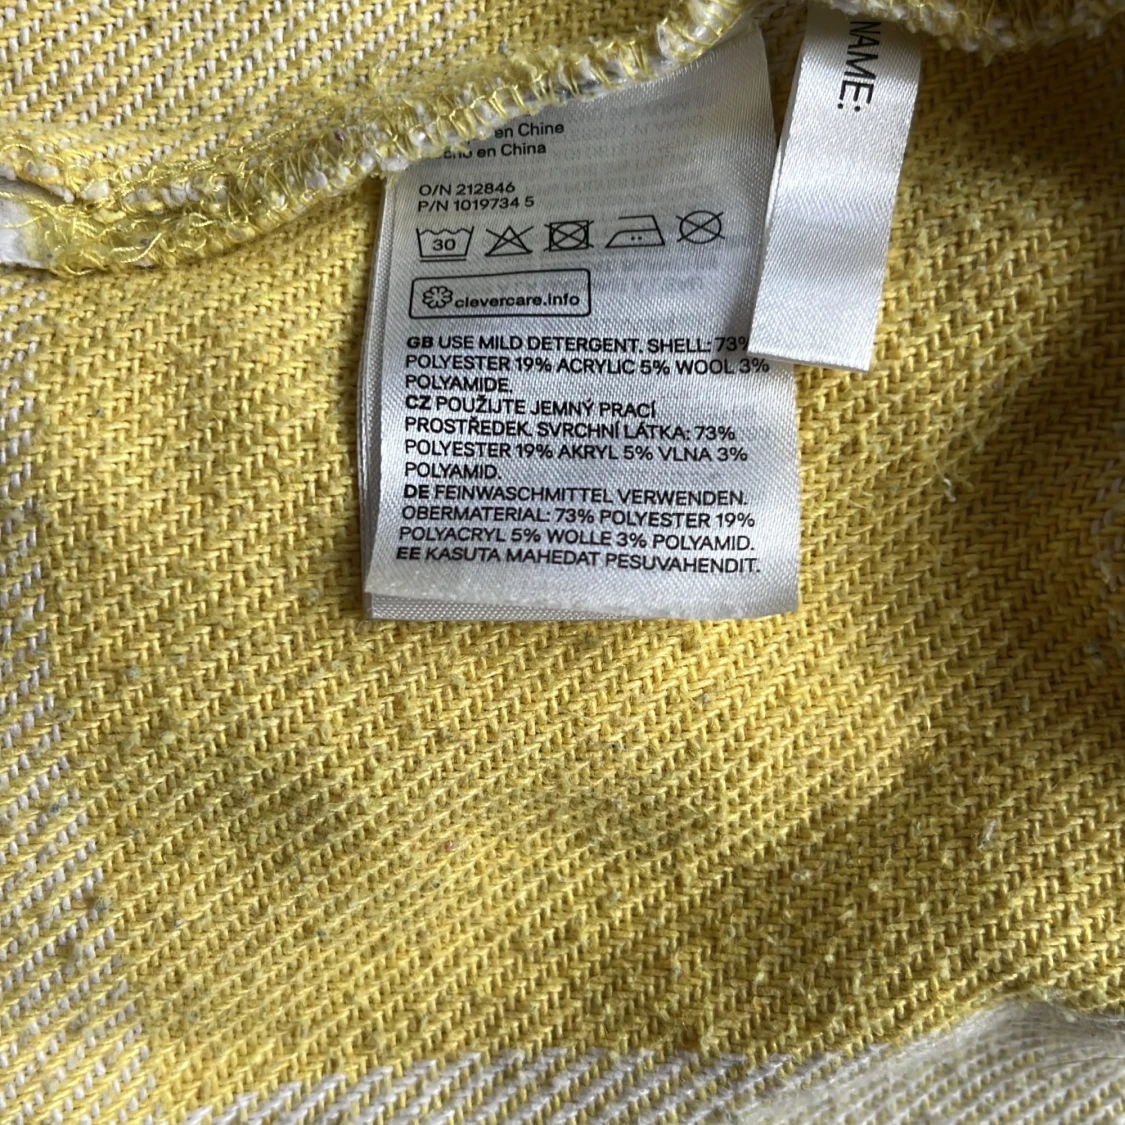 en Chine
en China
O/N 212846
P/N 1019734 5
30
clevercare.info
GB USE MILD DETERGENT. SHELL: 73%
POLYESTER 19% ACRYLIC 5% WOOL 3%
POLYAMIDE.
CZ POUŽIJTE JEMNÝ PRACÍ
PROSTŘEDEK. SVRCHNÍ LÁTKA: 73%
POLYESTER 19% AKRYL 5% VLNA 3%
POLYAMID.
DE FEINWASCHMITTEL VERWENDEN.
OBERMATERIAL: 73% POLYESTER 19%
POLYACRYL 5% WOLLE 3% POLYAMID.
EE KASUTA MAHEDAT PESUVAHENDIT.
NAME: